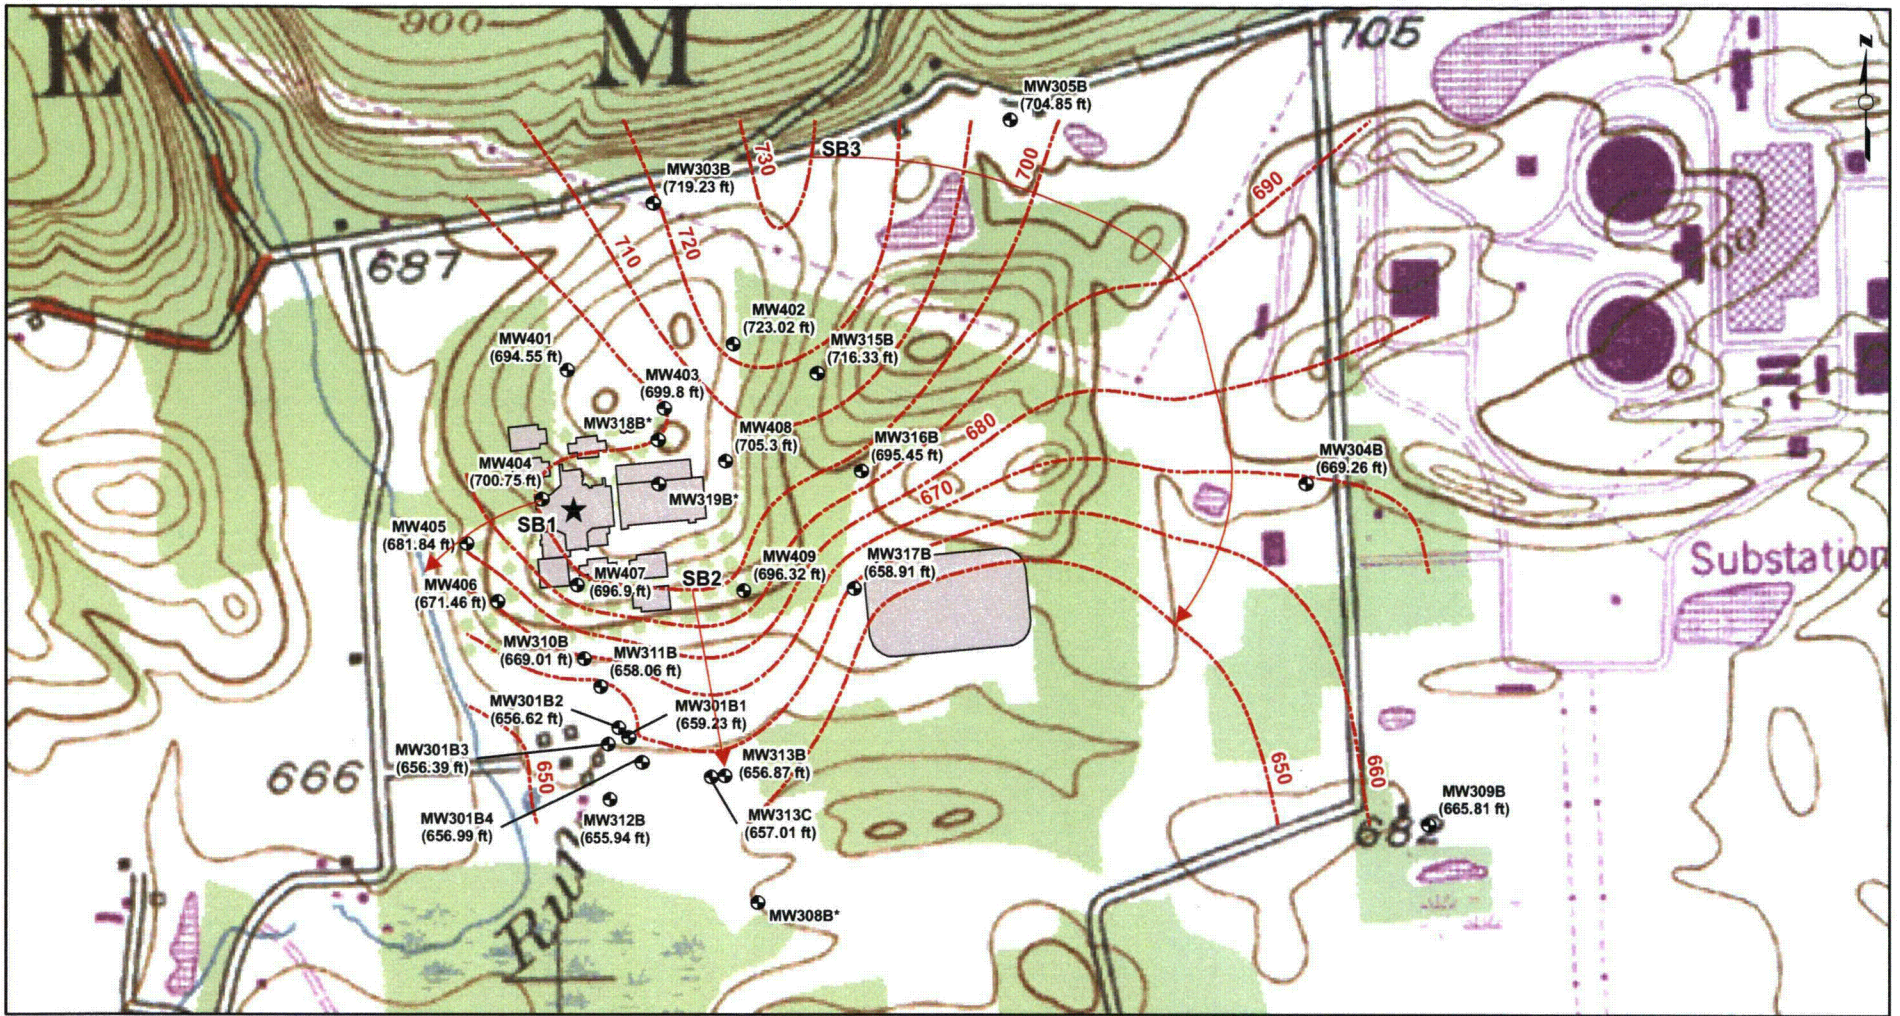 900
E
M
705
N
MW305B
(704.85 ft)
SB3
730
700
690
MW303B
(719.23 ft)
710
720
687
MW402
(723.02 ft)
MW401
(694.55 ft)
MW315B
(716.33 ft)
MW403
(699.8 ft)
MW318B*
MW408
(705.3 ft)
MW316B
(695.45 ft)
680
MW304B
(669.26 ft)
MW404
(700.75 ft)
MW319B*
670
SB1
MW405
(681.84 ft)
MW409
(696.32 ft)
MW317B
(658.91 ft)
Substation
MW407
(696.9 ft)
SB2
MW406
(671.46 ft)
MW310B
(669.01 ft)
MW311B
(658.06 ft)
MW301B2
(656.62 ft)
MW301B1
(659.23 ft)
MW301B3
(656.39 ft)
650
MW313B
(656.87 ft)
650
660
666
MW309B
(665.81 ft)
MW301B4
(656.99 ft)
MW312B
(655.94 ft)
MW313C
(657.01 ft)
Run
MW308B*